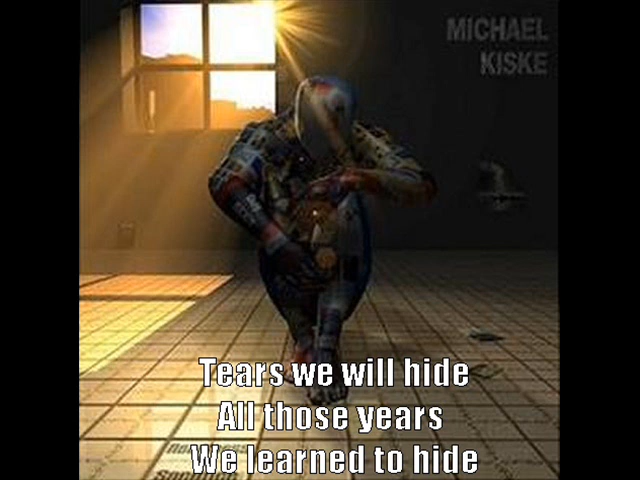 MICHAEL
KISKE
Tears we will hide
All those years
We learned to hide